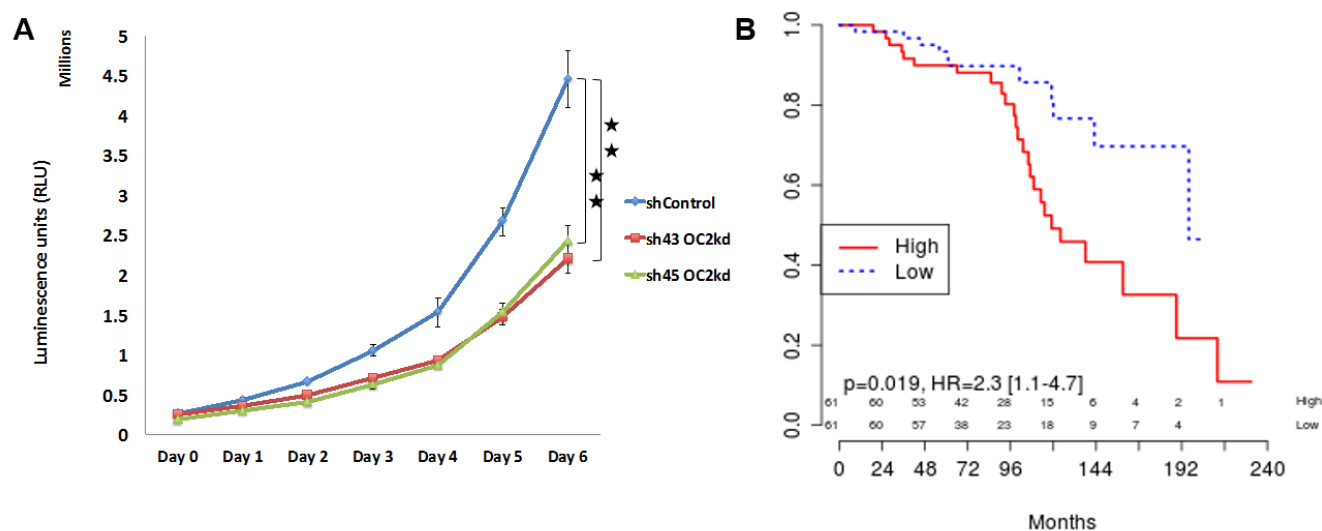 A
Millions
Luminescence units (RLU)
5
4.5
4
3.5
3
2.5
2
1.5
1
0.5
0
Day 0 Day 1 Day 2 Day 3 Day 4 Day 5 Day 6
shControl
sh43 OC2kd
sh45 OC2kd
B
1.0
0.8
0.6
0.4
0.2
0.0
High
Low
p=0.019, HR=2.3 [1.1-4.7]
61 60 53 42 28 15 6 4 2 1 High
61 60 57 38 23 18 9 7 4 Low
0 24 48 72 96 144 192 240
Months